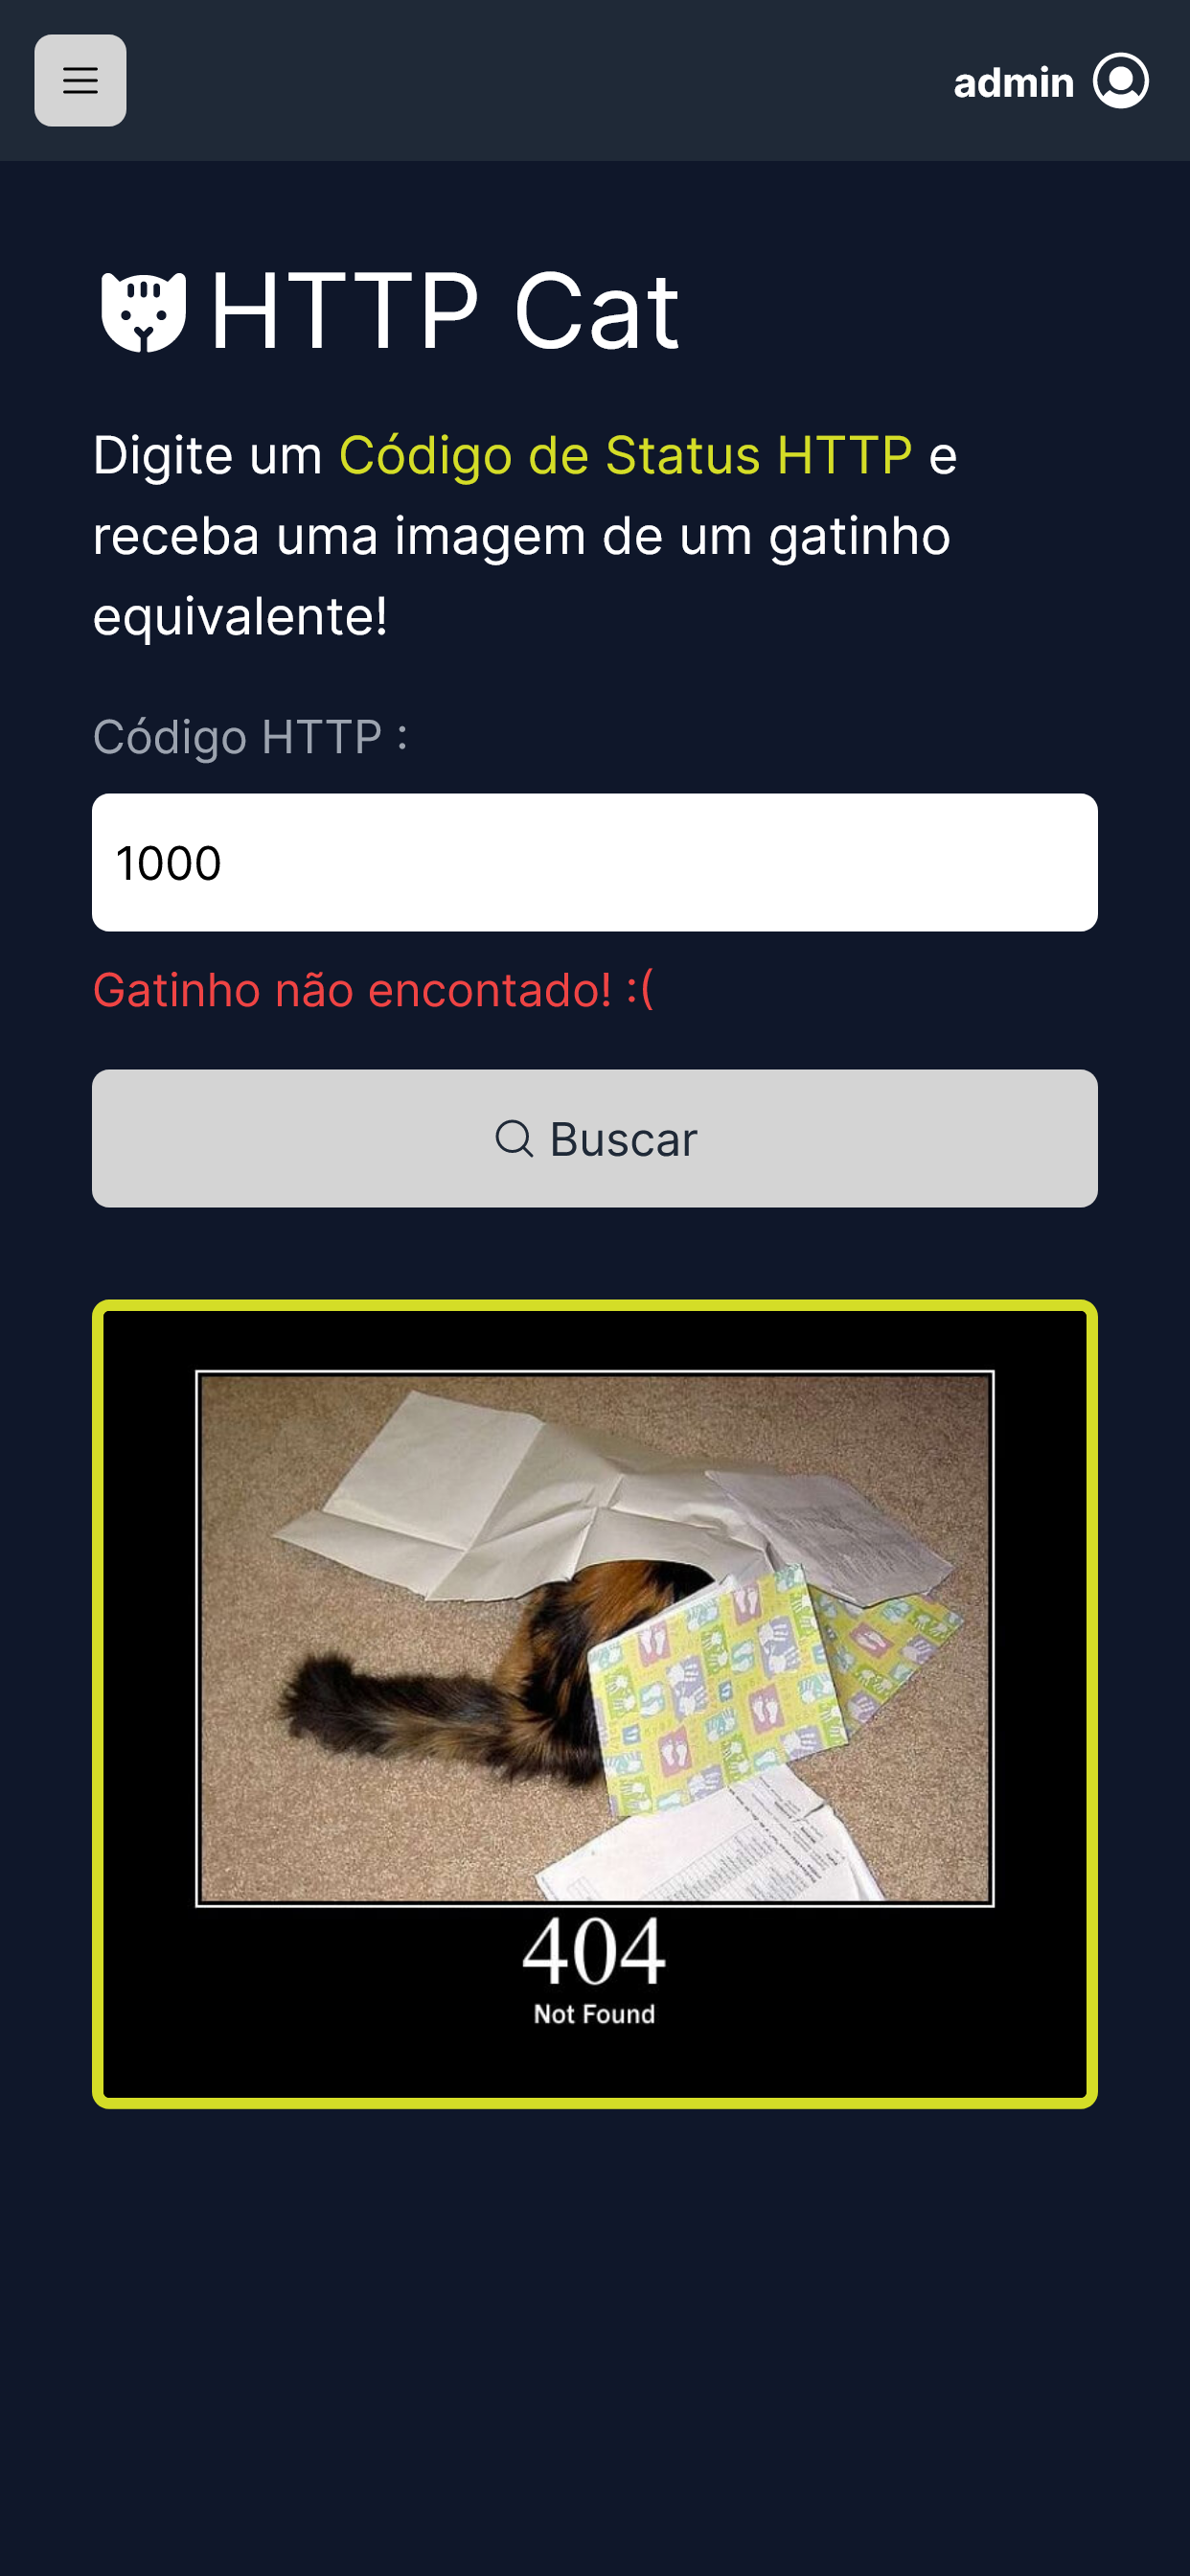 admin
HTTP Cat
Digite um Código de Status HTTP e
receba uma imagem de um gatinho
equivalente!
Código HTTP :
1000
Gatinho não encontado! :(
Buscar
404
Not Found